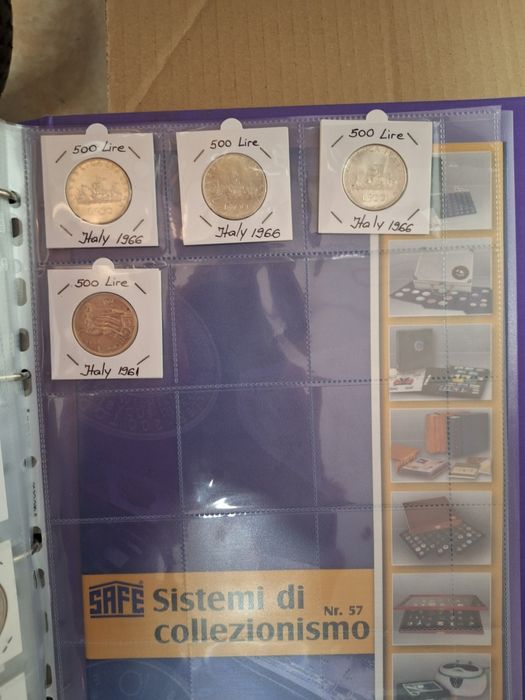 500 Lire
Italy 1966
500 Lire
Italy 1966
500 Lire
Italy 1966
500 Lire
Italy 1961
SAFE® Sistemi di
Nr. 57
collezionismo